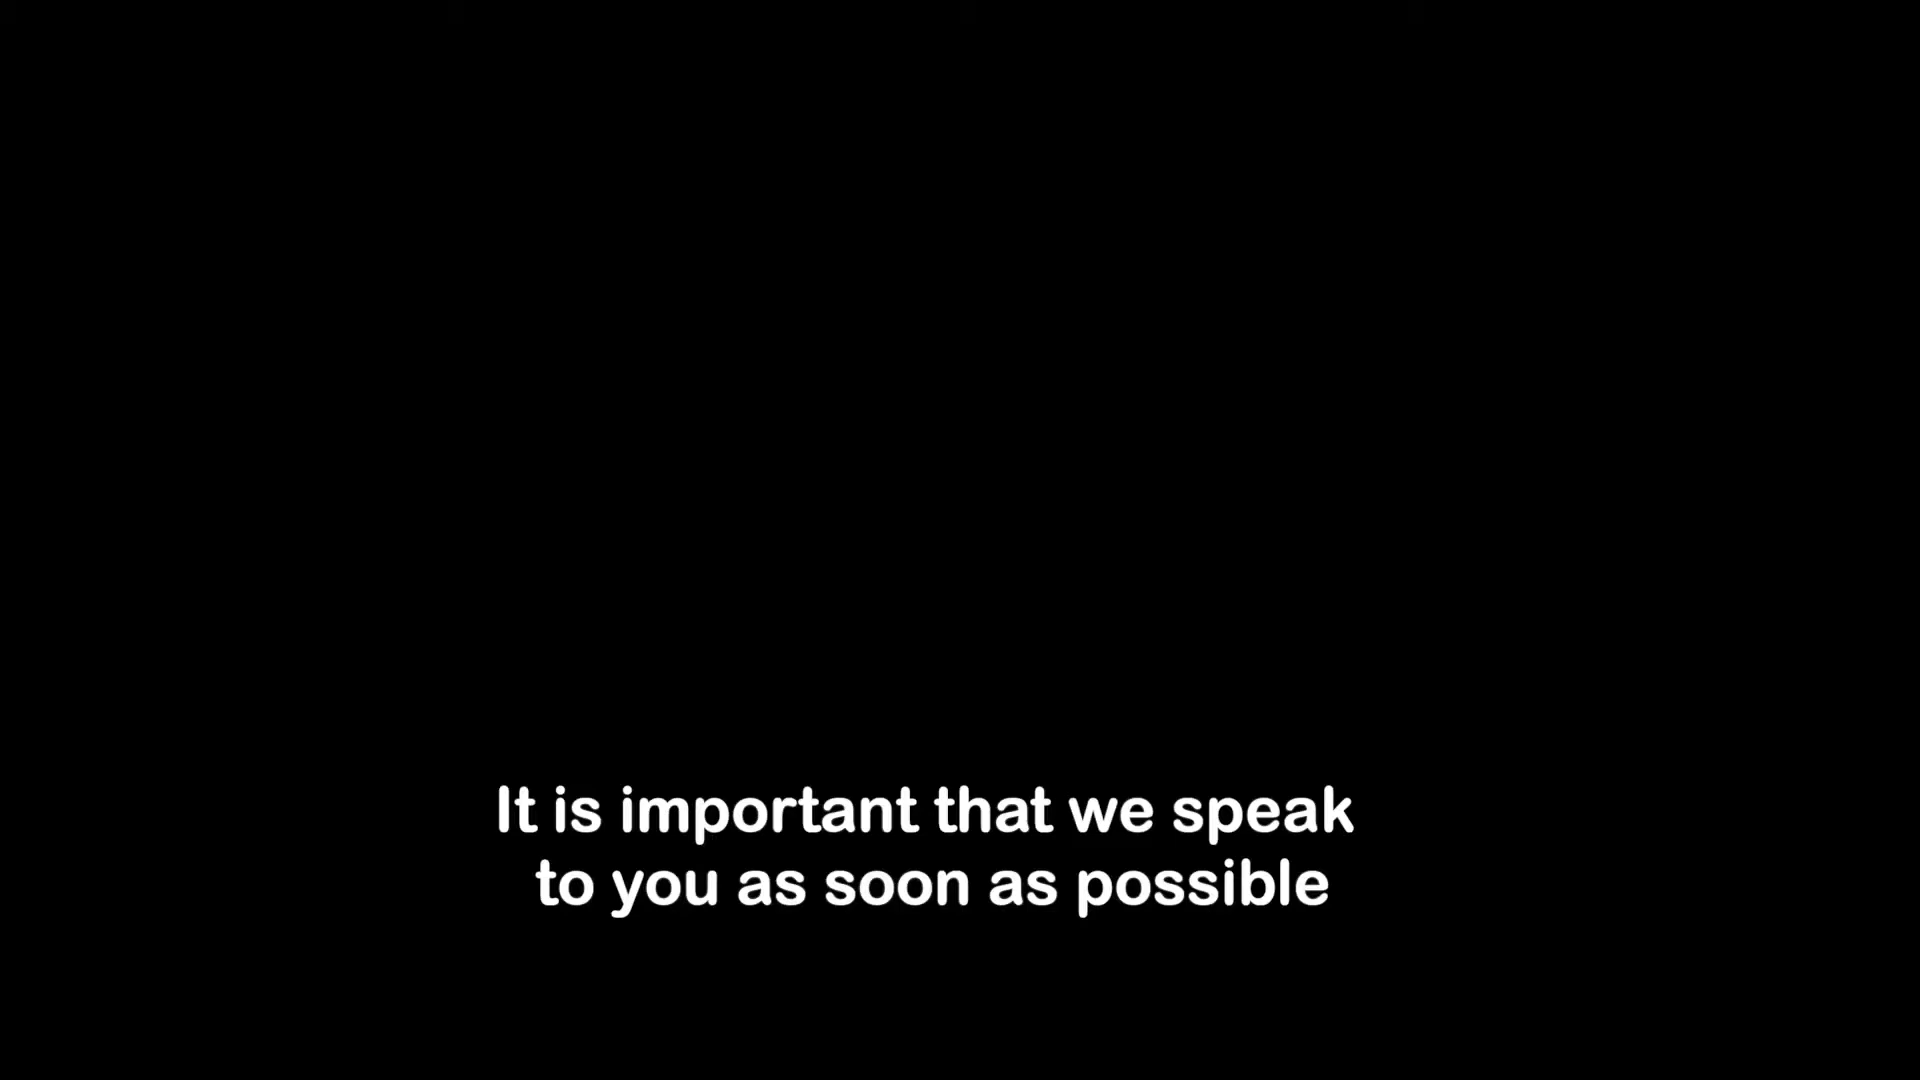 It is important that we speak
to you as soon as possible